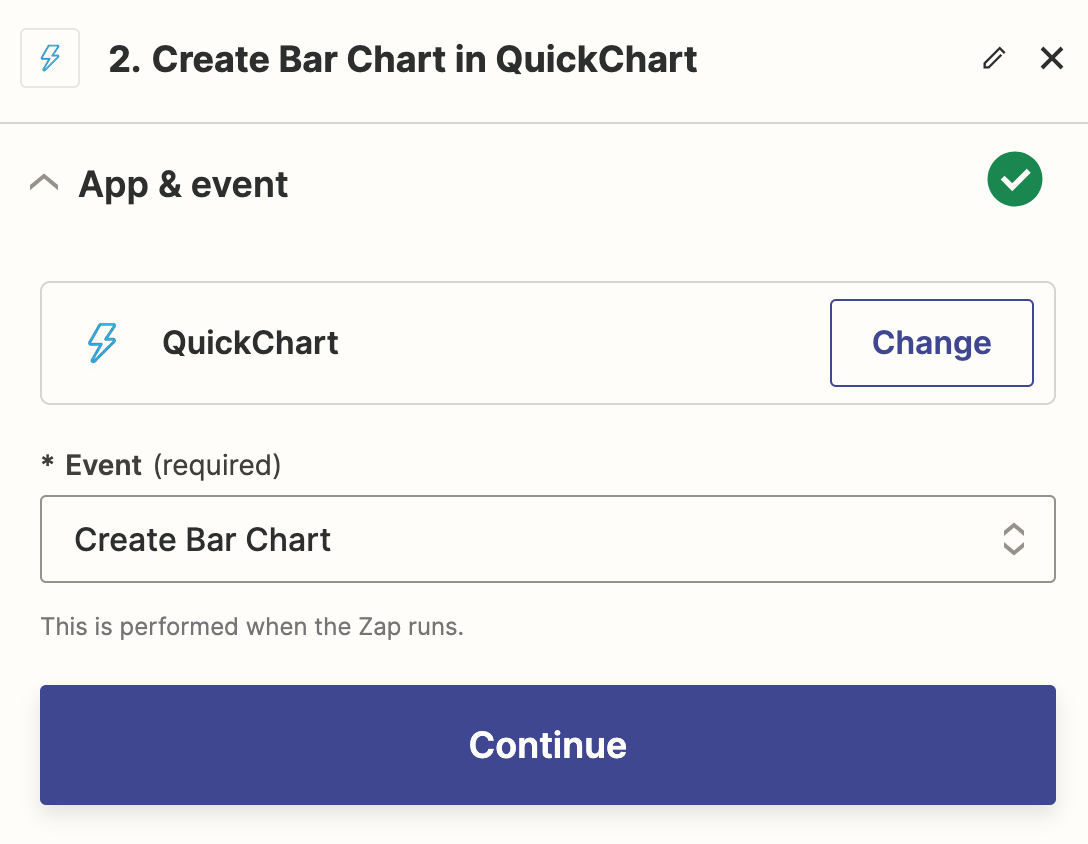 2. Create Bar Chart in QuickChart
App & event
QuickChart
Change
* Event (required)
Create Bar Chart
This is performed when the Zap runs.
Continue